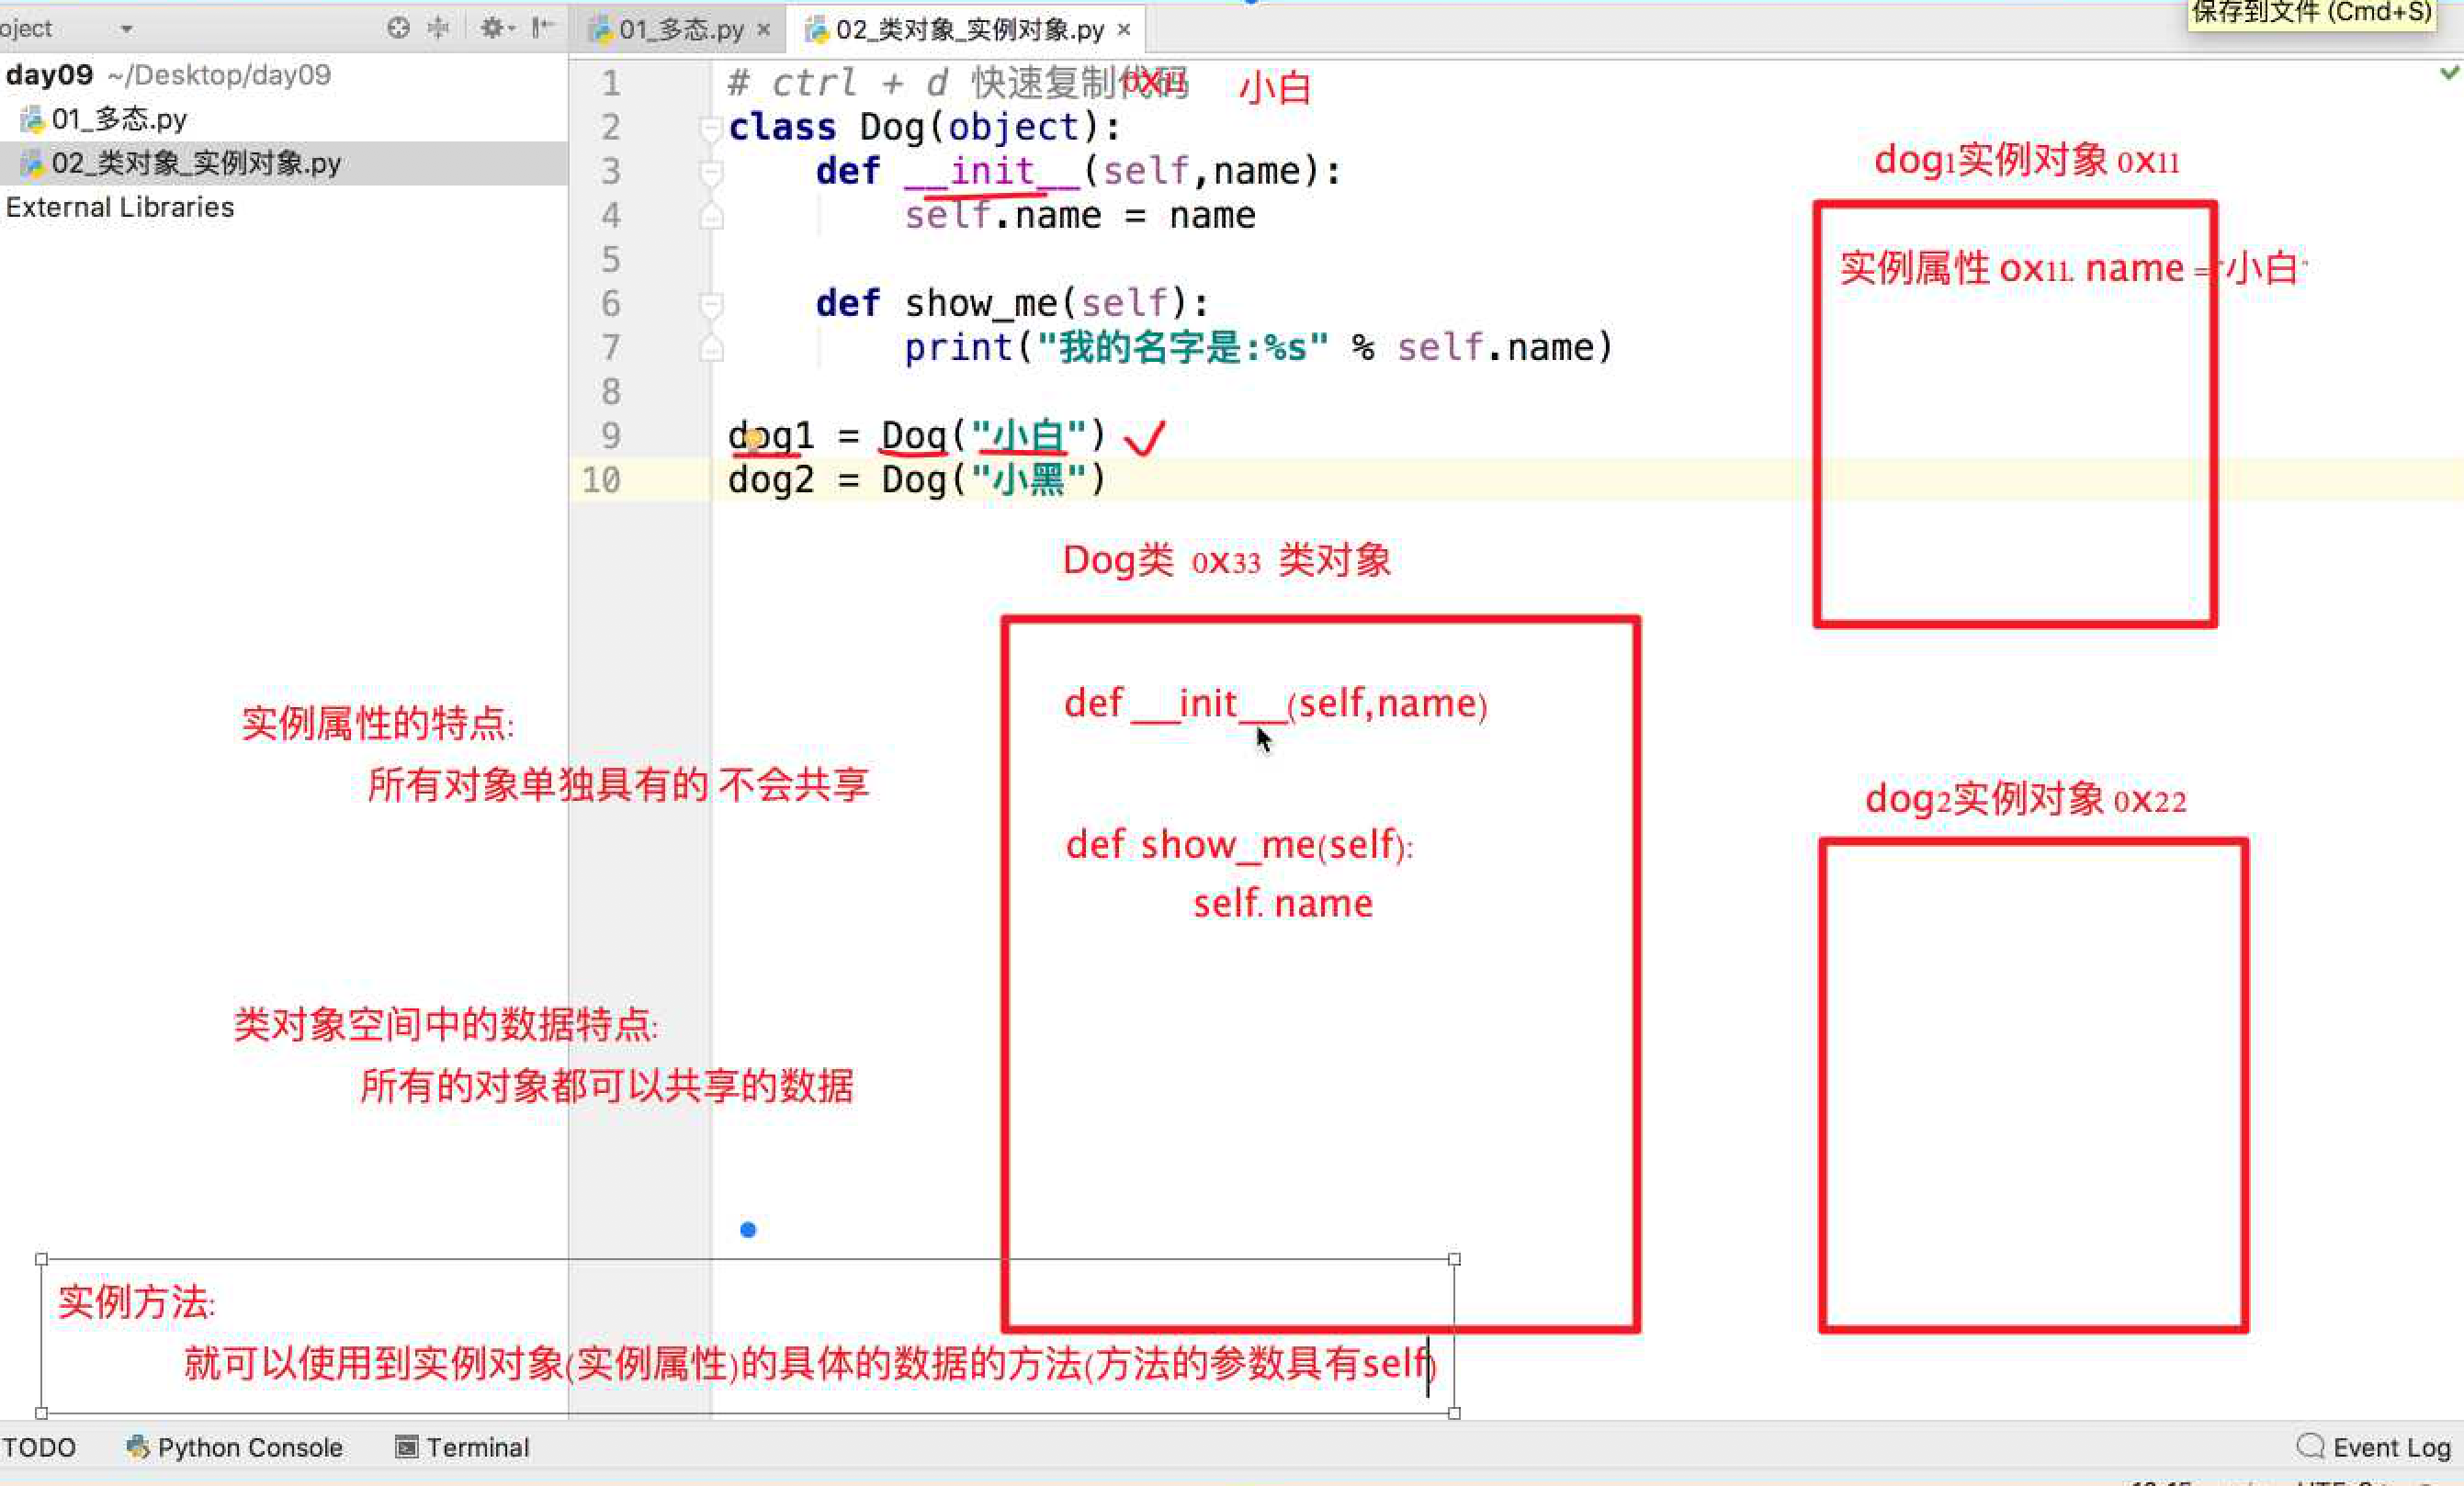 oject
01_多态.py
02_类对象_实例对象.py
保存到文件 (Cmd+S)
day09 ~/Desktop/day09
01_多态.py
02_类对象_实例对象.py
External Libraries
1 # ctrl + d 快速复制代码
0x11 小白
2 class Dog(object):
3 def __init__(self,name):
4 self.name = name
5
6 def show_me(self):
7 print("我的名字是:%s" % self.name)
8
9 dog1 = Dog("小白")
10 dog2 = Dog("小黑")
dog1实例对象 0x11
实例属性 0x11. name ="小白"
Dog类 0x33 类对象
def __init__(self,name)
def show_me(self):
self. name
dog2实例对象 0x22
实例属性的特点:
所有对象单独具有的 不会共享
类对象空间中的数据特点:
所有的对象都可以共享的数据
实例方法:
就可以使用到实例对象(实例属性)的具体的数据的方法(方法的参数具有self)
TODO
Python Console
Terminal
Event Log